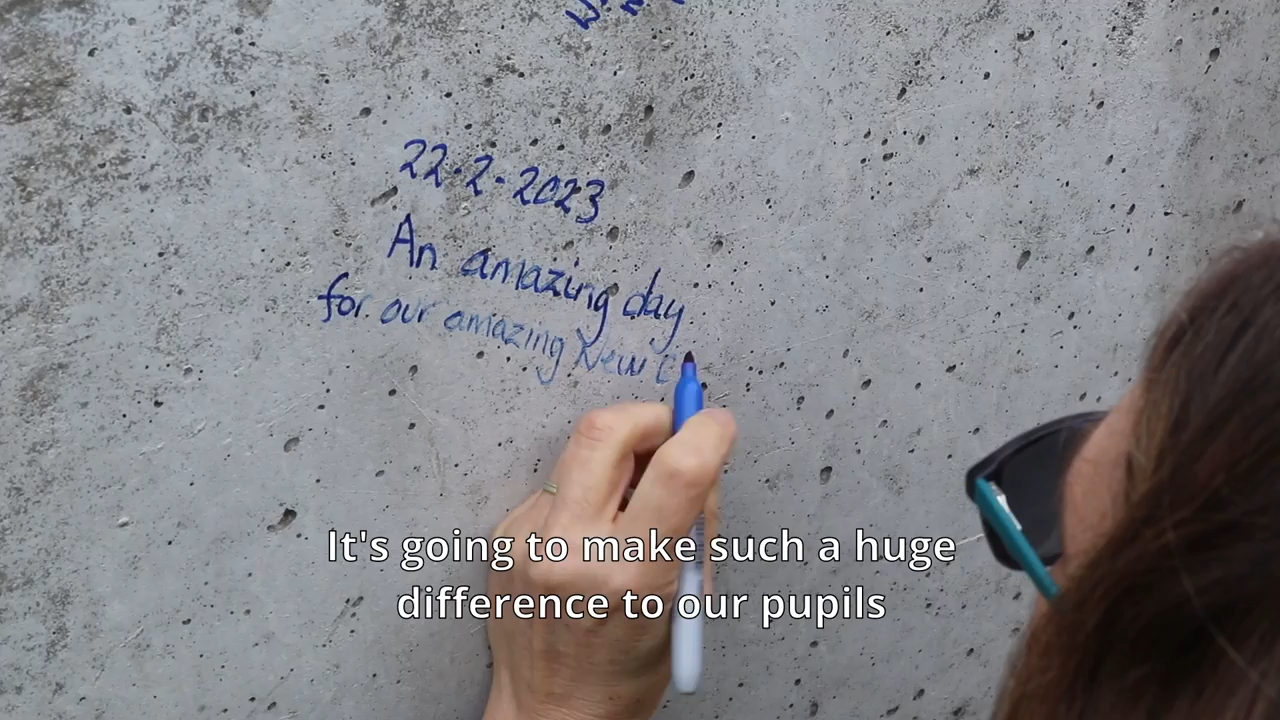 22-2-2023
An amazing day
for our amazing New
It's going to make such a huge
difference to our pupils